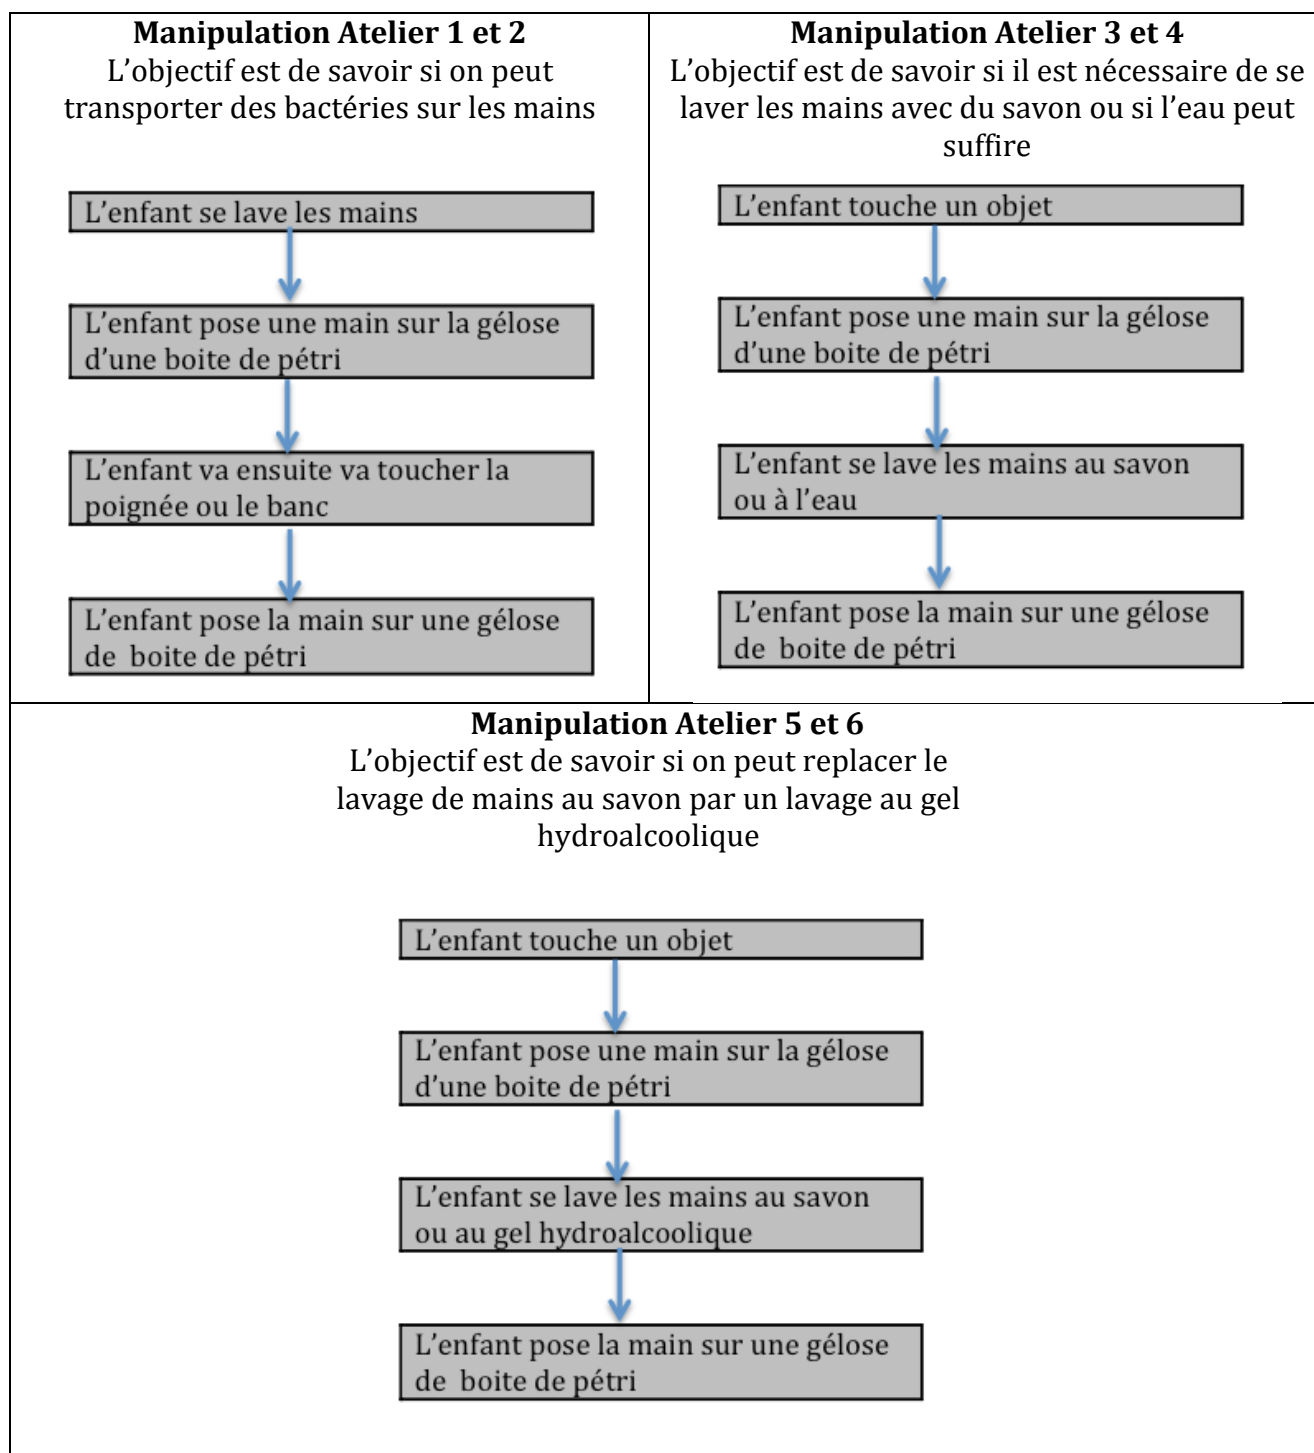 Manipulation Atelier 1 et 2
L’objectif est de savoir si on peut
transporter des bactéries sur les mains
L’enfant se lave les mains
L’enfant pose une main sur la gélose
d’une boite de pétri
L’enfant va ensuite va toucher la
poignée ou le banc
L’enfant pose la main sur une gélose
de boite de pétri
Manipulation Atelier 3 et 4
L’objectif est de savoir si il est nécessaire de se
laver les mains avec du savon ou si l’eau peut
suffire
L’enfant touche un objet
L’enfant pose une main sur la gélose
d’une boite de pétri
L’enfant se lave les mains au savon
ou à l’eau
L’enfant pose la main sur une gélose
de boite de pétri
Manipulation Atelier 5 et 6
L’objectif est de savoir si on peut replacer le
lavage de mains au savon par un lavage au gel
hydroalcoolique
L’enfant touche un objet
L’enfant pose une main sur la gélose
d’une boite de pétri
L’enfant se lave les mains au savon
ou au gel hydroalcoolique
L’enfant pose la main sur une gélose
de boite de pétri